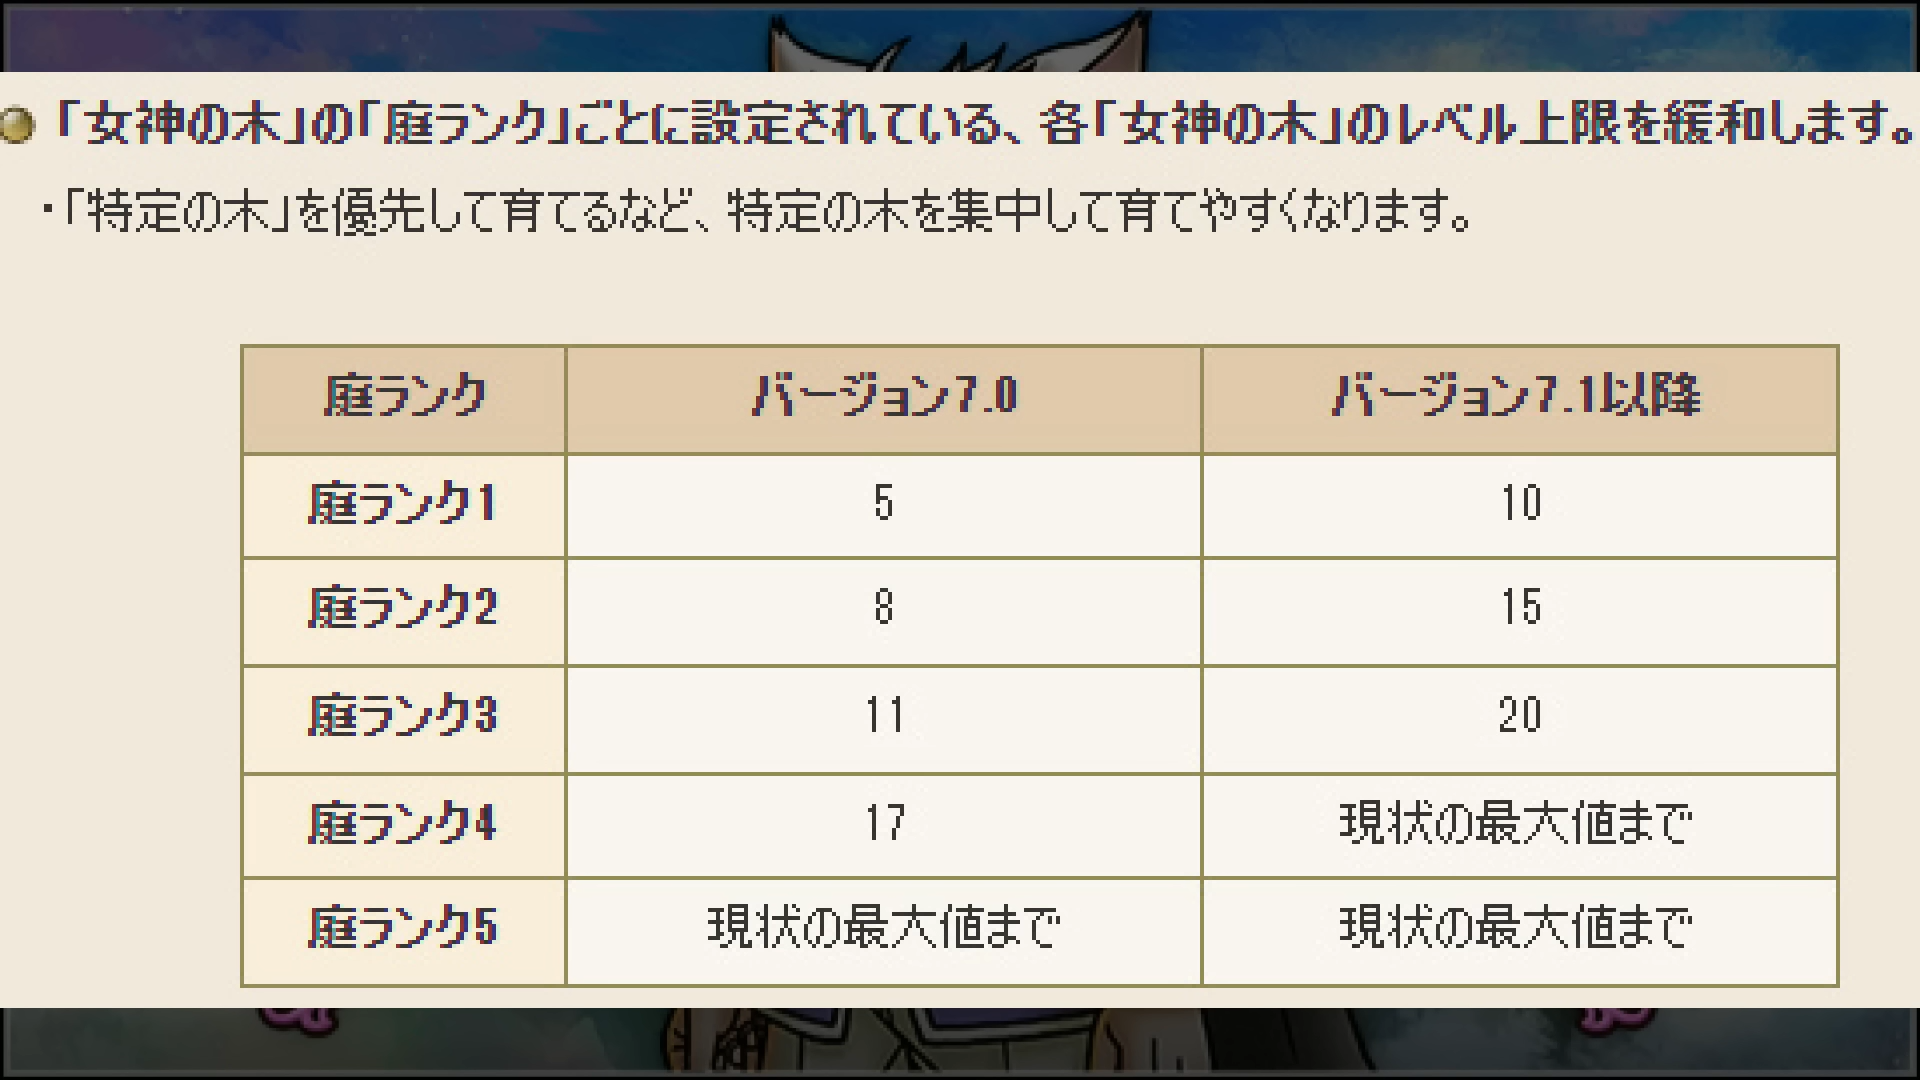 「女神の木」の「庭ランク」ごとに設定されている、各「女神の木」のレベル上限を緩和します。
・「特定の木」を優先して育てるなど、特定の木を集中して育てやすくなります。
庭ランク バージョン7.0 バージョン7.1以降
庭ランク1 5 10
庭ランク2 8 15
庭ランク3 11 20
庭ランク4 17 現状の最大値まで
庭ランク5 現状の最大値まで 現状の最大値まで